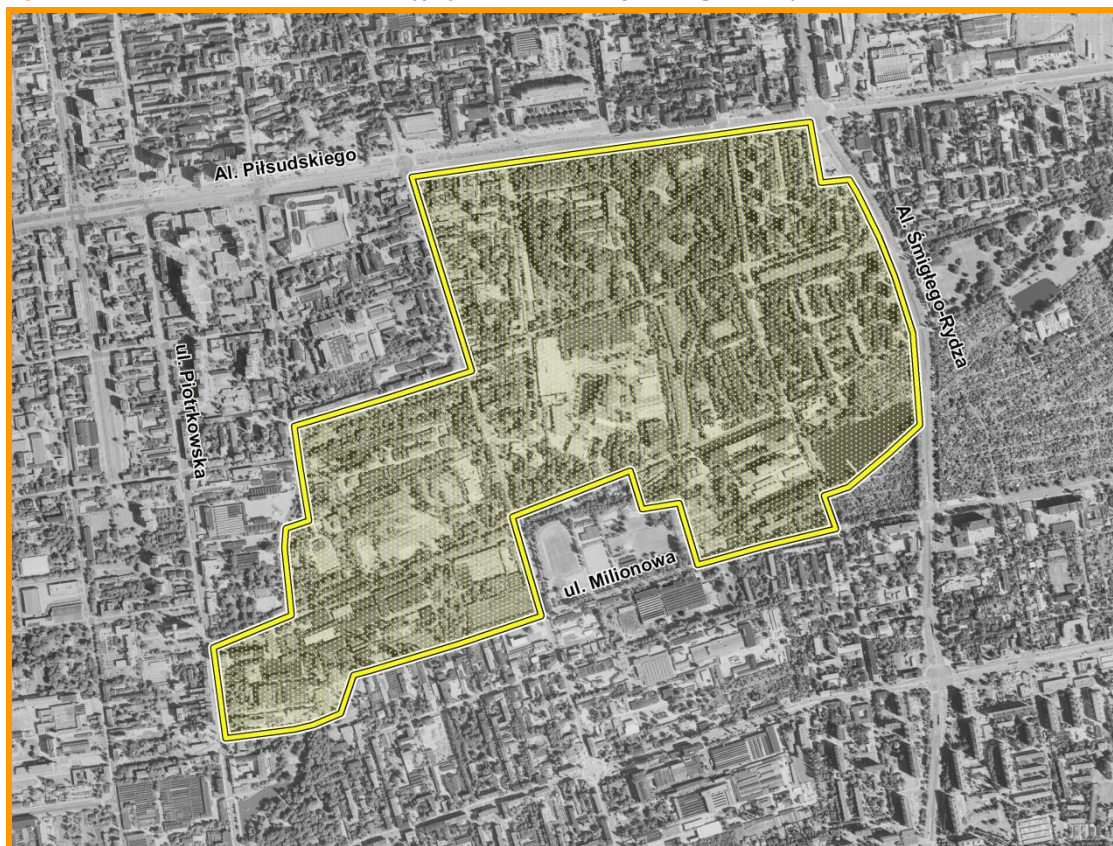 Al. Piłsudskiego
Al. Śmigłego-Rydza
ul. Piotrkowska
ul. Milionowa